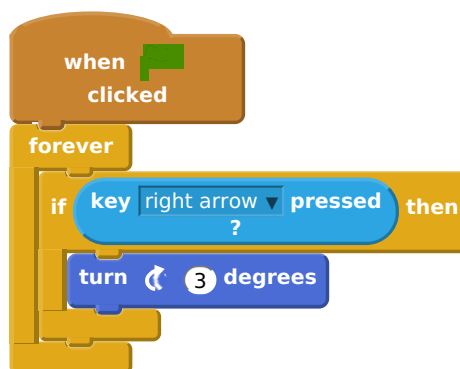 when
clicked
forever
if key right arrow pressed ? then
turn 3 degrees